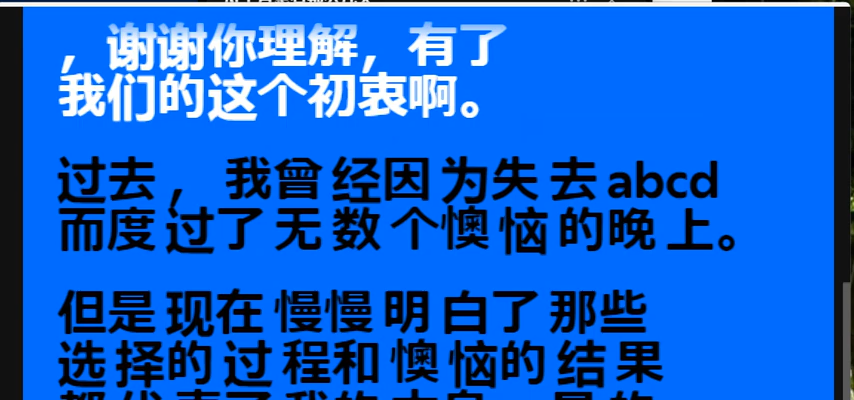 ，谢谢你理解，有了
我们的这个初衷啊。
过去，我曾经因为失去abcd
而度过了无数个懊恼的晚上。
但是现在慢慢明白了那些
选择的过程和懊恼的结果